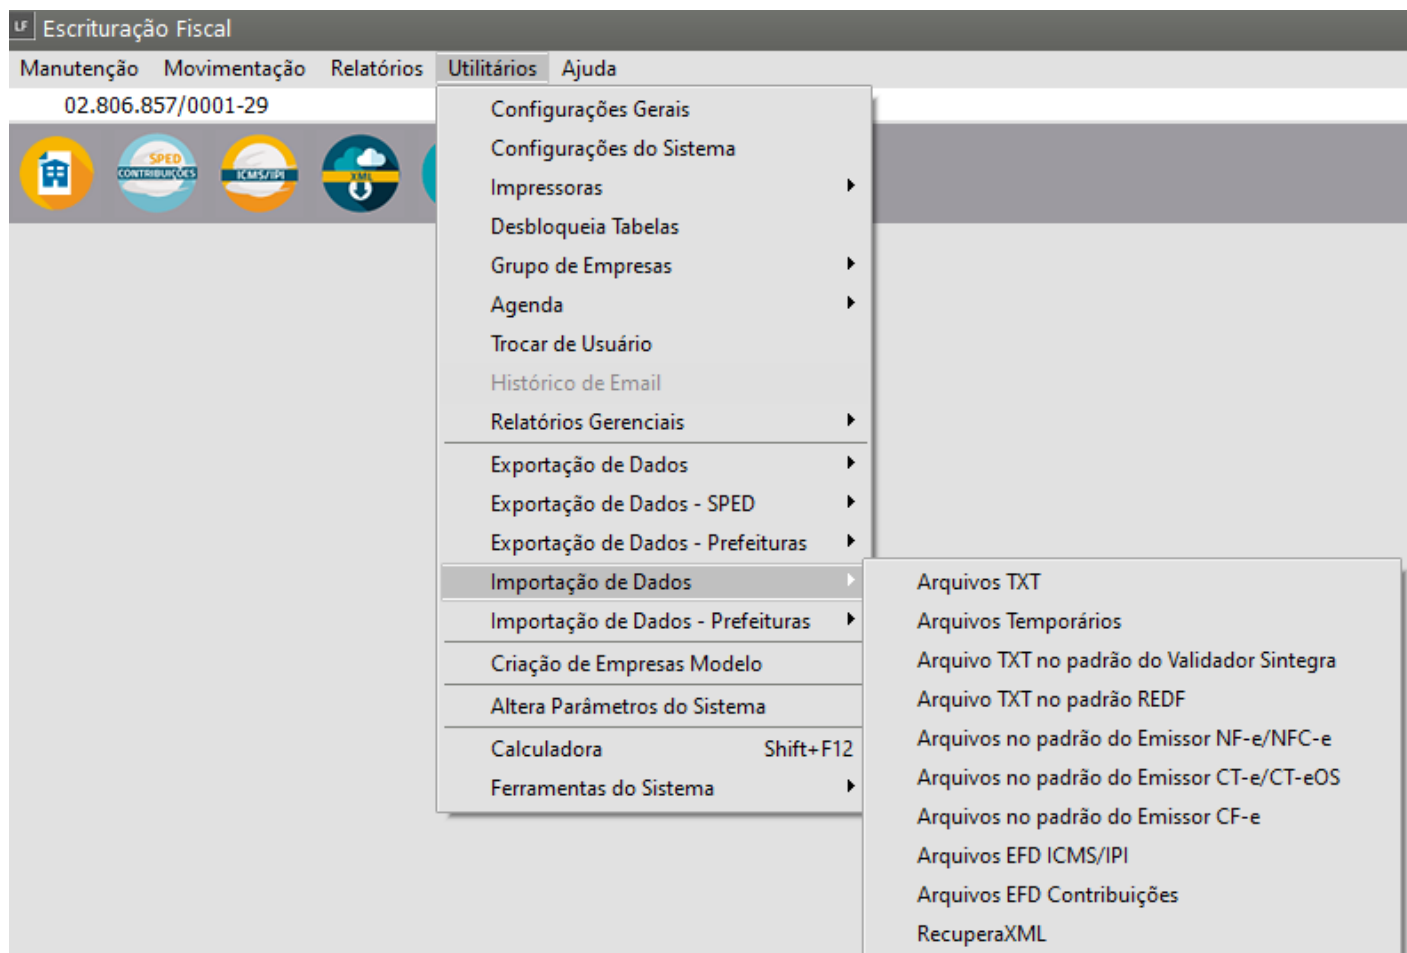 LF Escrituração Fiscal
Manutenção Movimentação Relatórios Utilitários Ajuda
02.806.857/0001-29
SPED
CONTRIBUIÇÕES
ICMS/IPI
XML
Configurações Gerais
Configurações do Sistema
Impressoras
Desbloqueia Tabelas
Grupo de Empresas
Agenda
Trocar de Usuário
Histórico de Email
Relatórios Gerenciais
Exportação de Dados
Exportação de Dados - SPED
Exportação de Dados - Prefeituras
Importação de Dados
Importação de Dados - Prefeituras
Criação de Empresas Modelo
Altera Parâmetros do Sistema
Calculadora Shift+F12
Ferramentas do Sistema
Arquivos TXT
Arquivos Temporários
Arquivo TXT no padrão do Validador Sintegra
Arquivo TXT no padrão REDF
Arquivos no padrão do Emissor NF-e/NFC-e
Arquivos no padrão do Emissor CT-e/CT-eOS
Arquivos no padrão do Emissor CF-e
Arquivos EFD ICMS/IPI
Arquivos EFD Contribuições
RecuperaXML